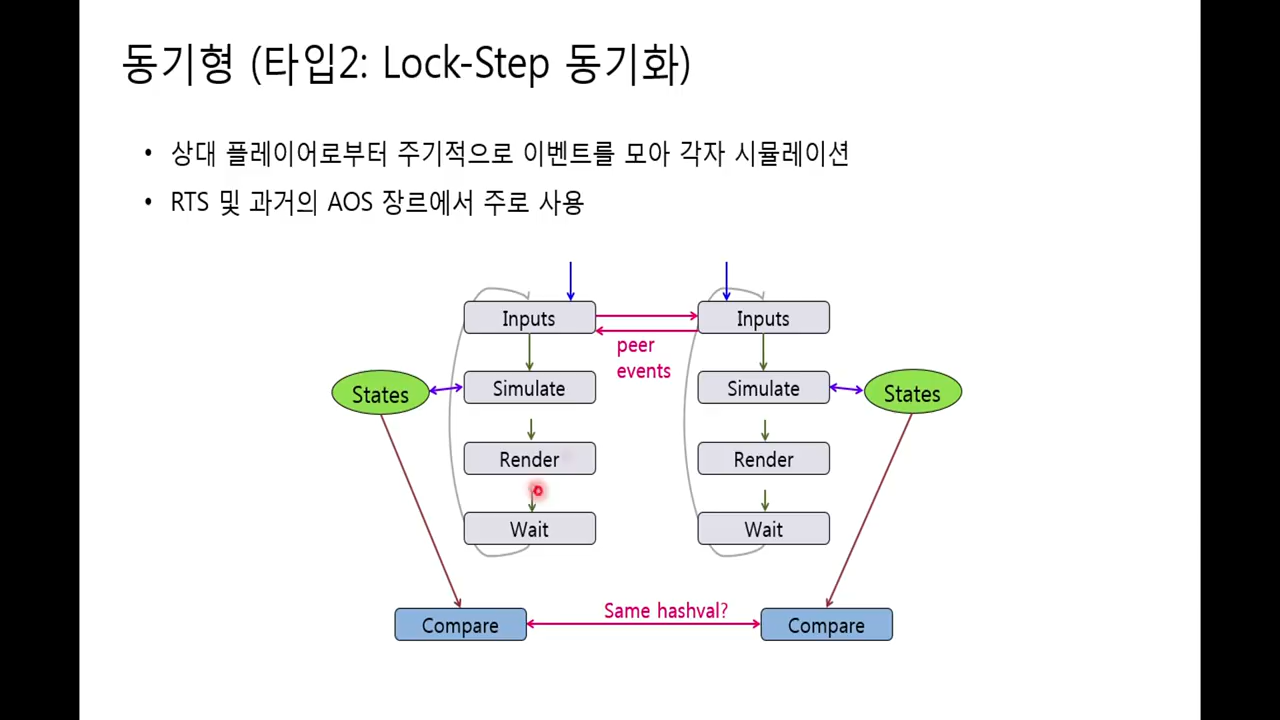 동기형 (타입2: Lock-Step 동기화)
• 상대 플레이어로부터 주기적으로 이벤트를 모아 각자 시뮬레이션
• RTS 및 과거의 AOS 장르에서 주로 사용
Inputs
Inputs
peer
events
States
Simulate
Simulate
States
Render
Render
Wait
Wait
Same hashval?
Compare
Compare